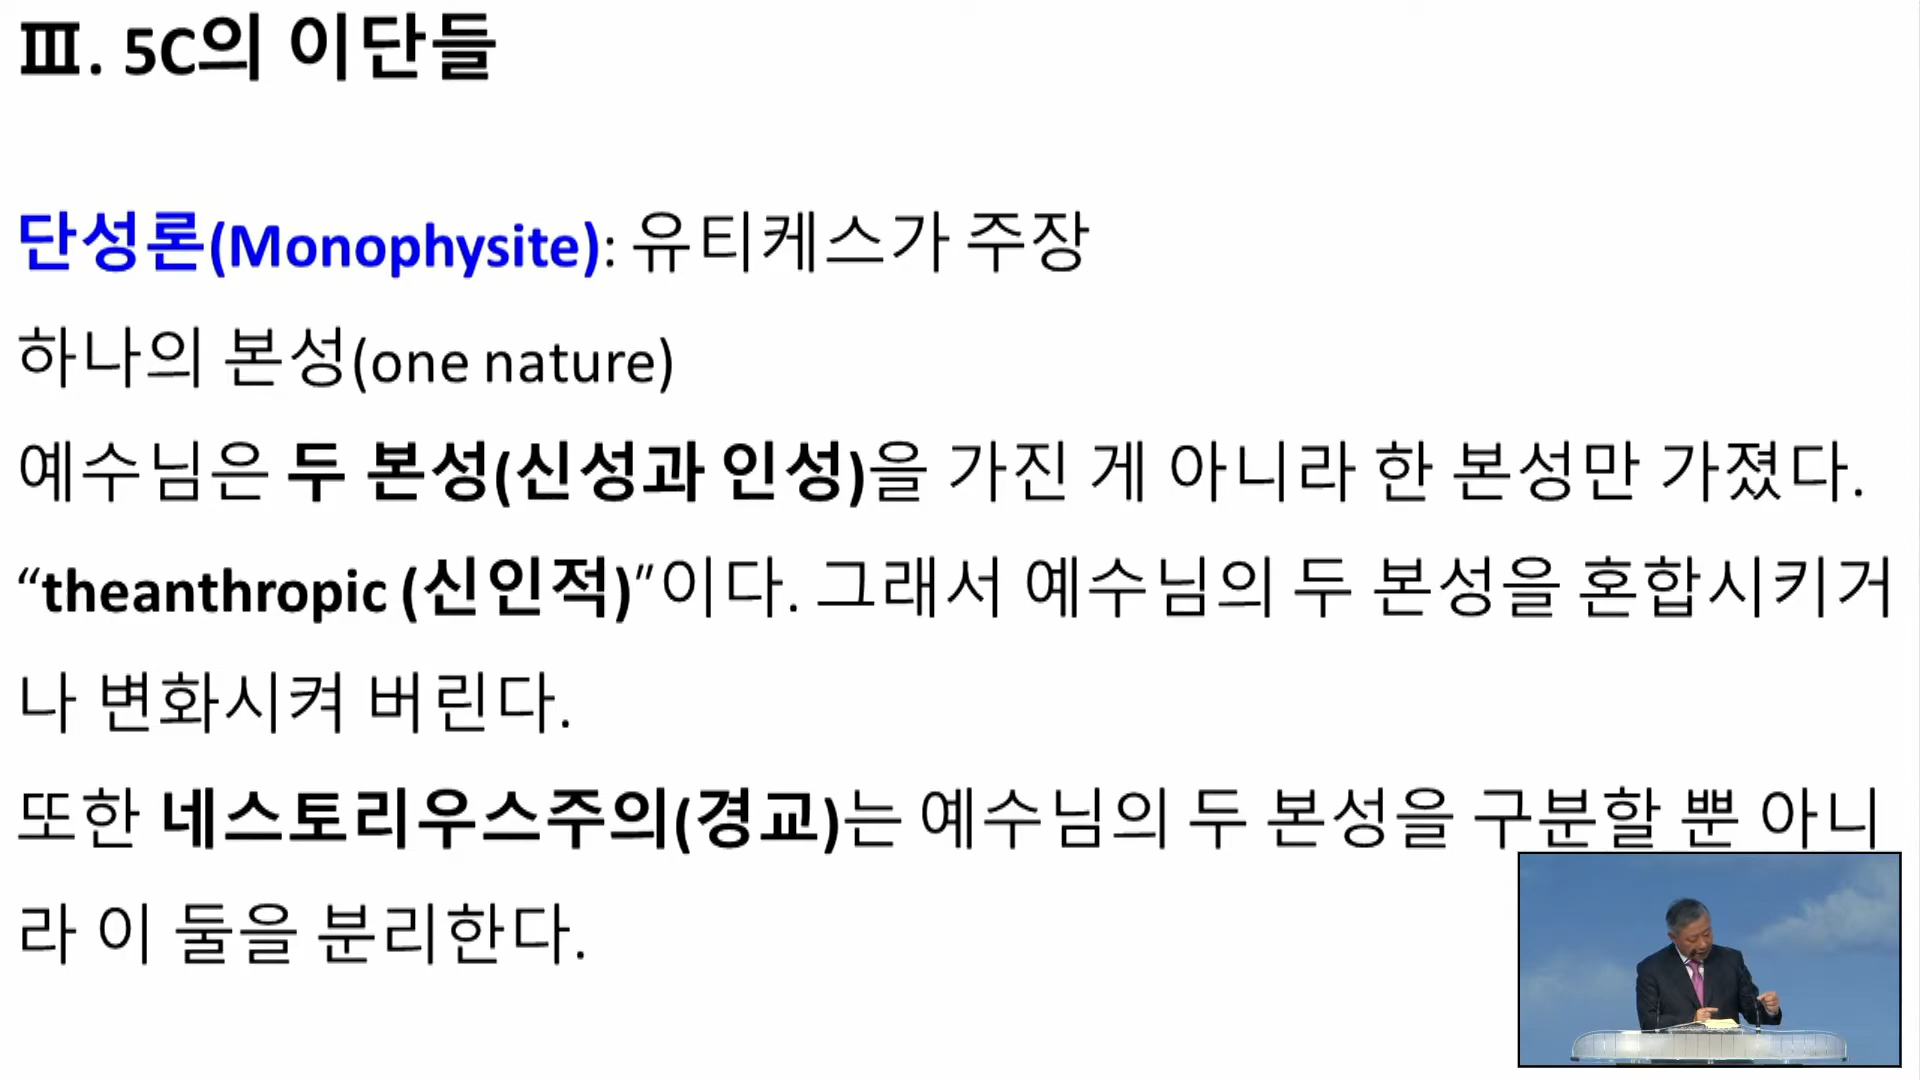 Ⅲ. 5C의 이단들
단성론(Monophysite): 유티케스가 주장
하나의 본성(one nature)
예수님은 두 본성(신성과 인성)을 가진 게 아니라 한 본성만 가졌다.
“theanthropic (신인적)”이다. 그래서 예수님의 두 본성을 혼합시키거
나 변화시켜 버린다.
또한 네스토리우스주의(경교)는 예수님의 두 본성을 구분할 뿐 아니
라 이 둘을 분리한다.